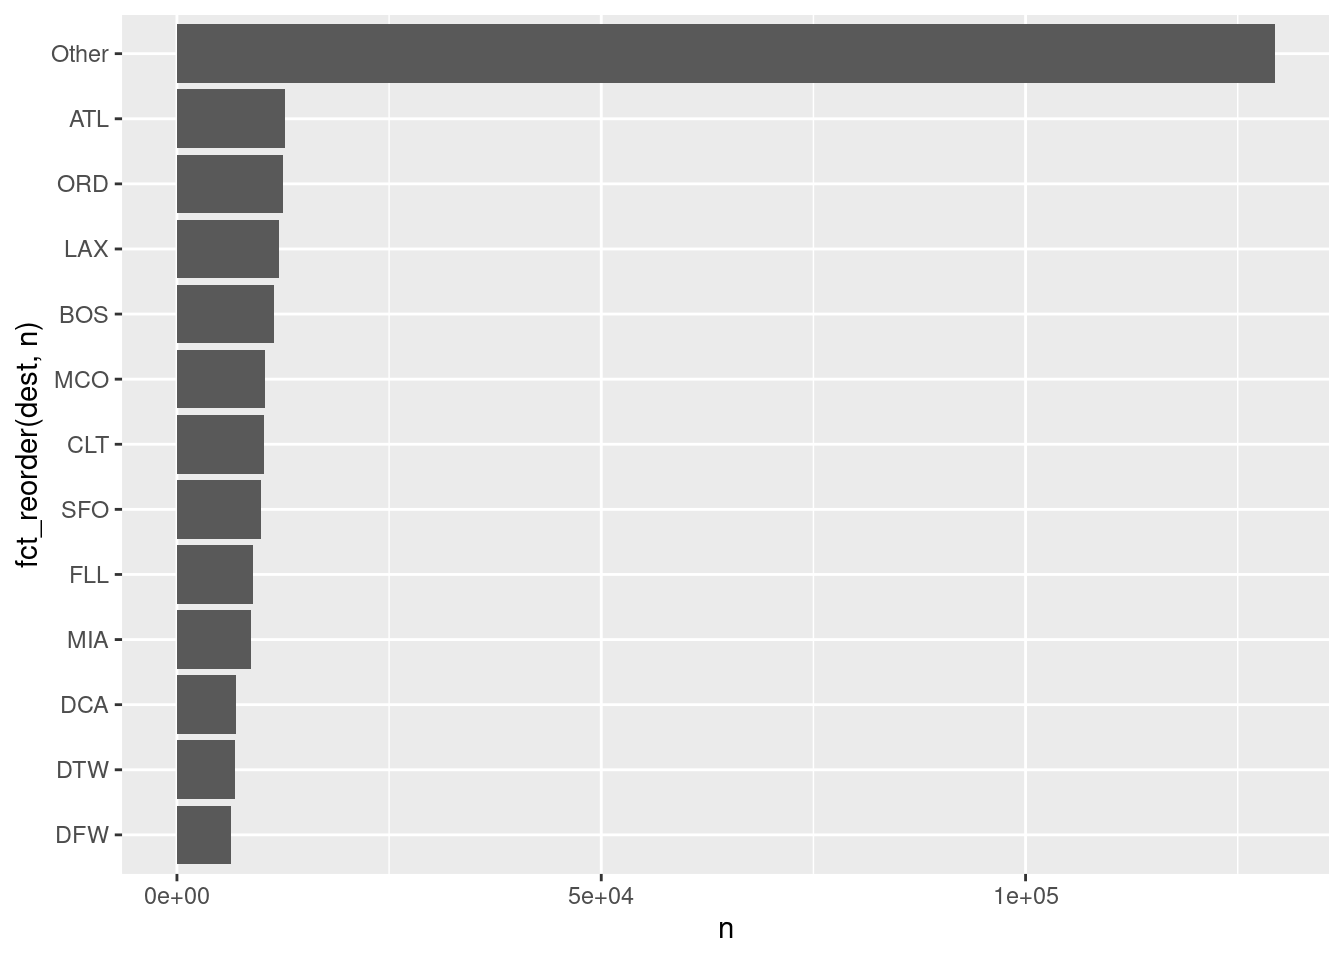 Other
ATL
ORD
LAX
BOS
MCO
CLT
SFO
FLL
MIA
DCA
DTW
DFW
fct_reorder(dest, n)
0e+00 5e+04 1e+05
n